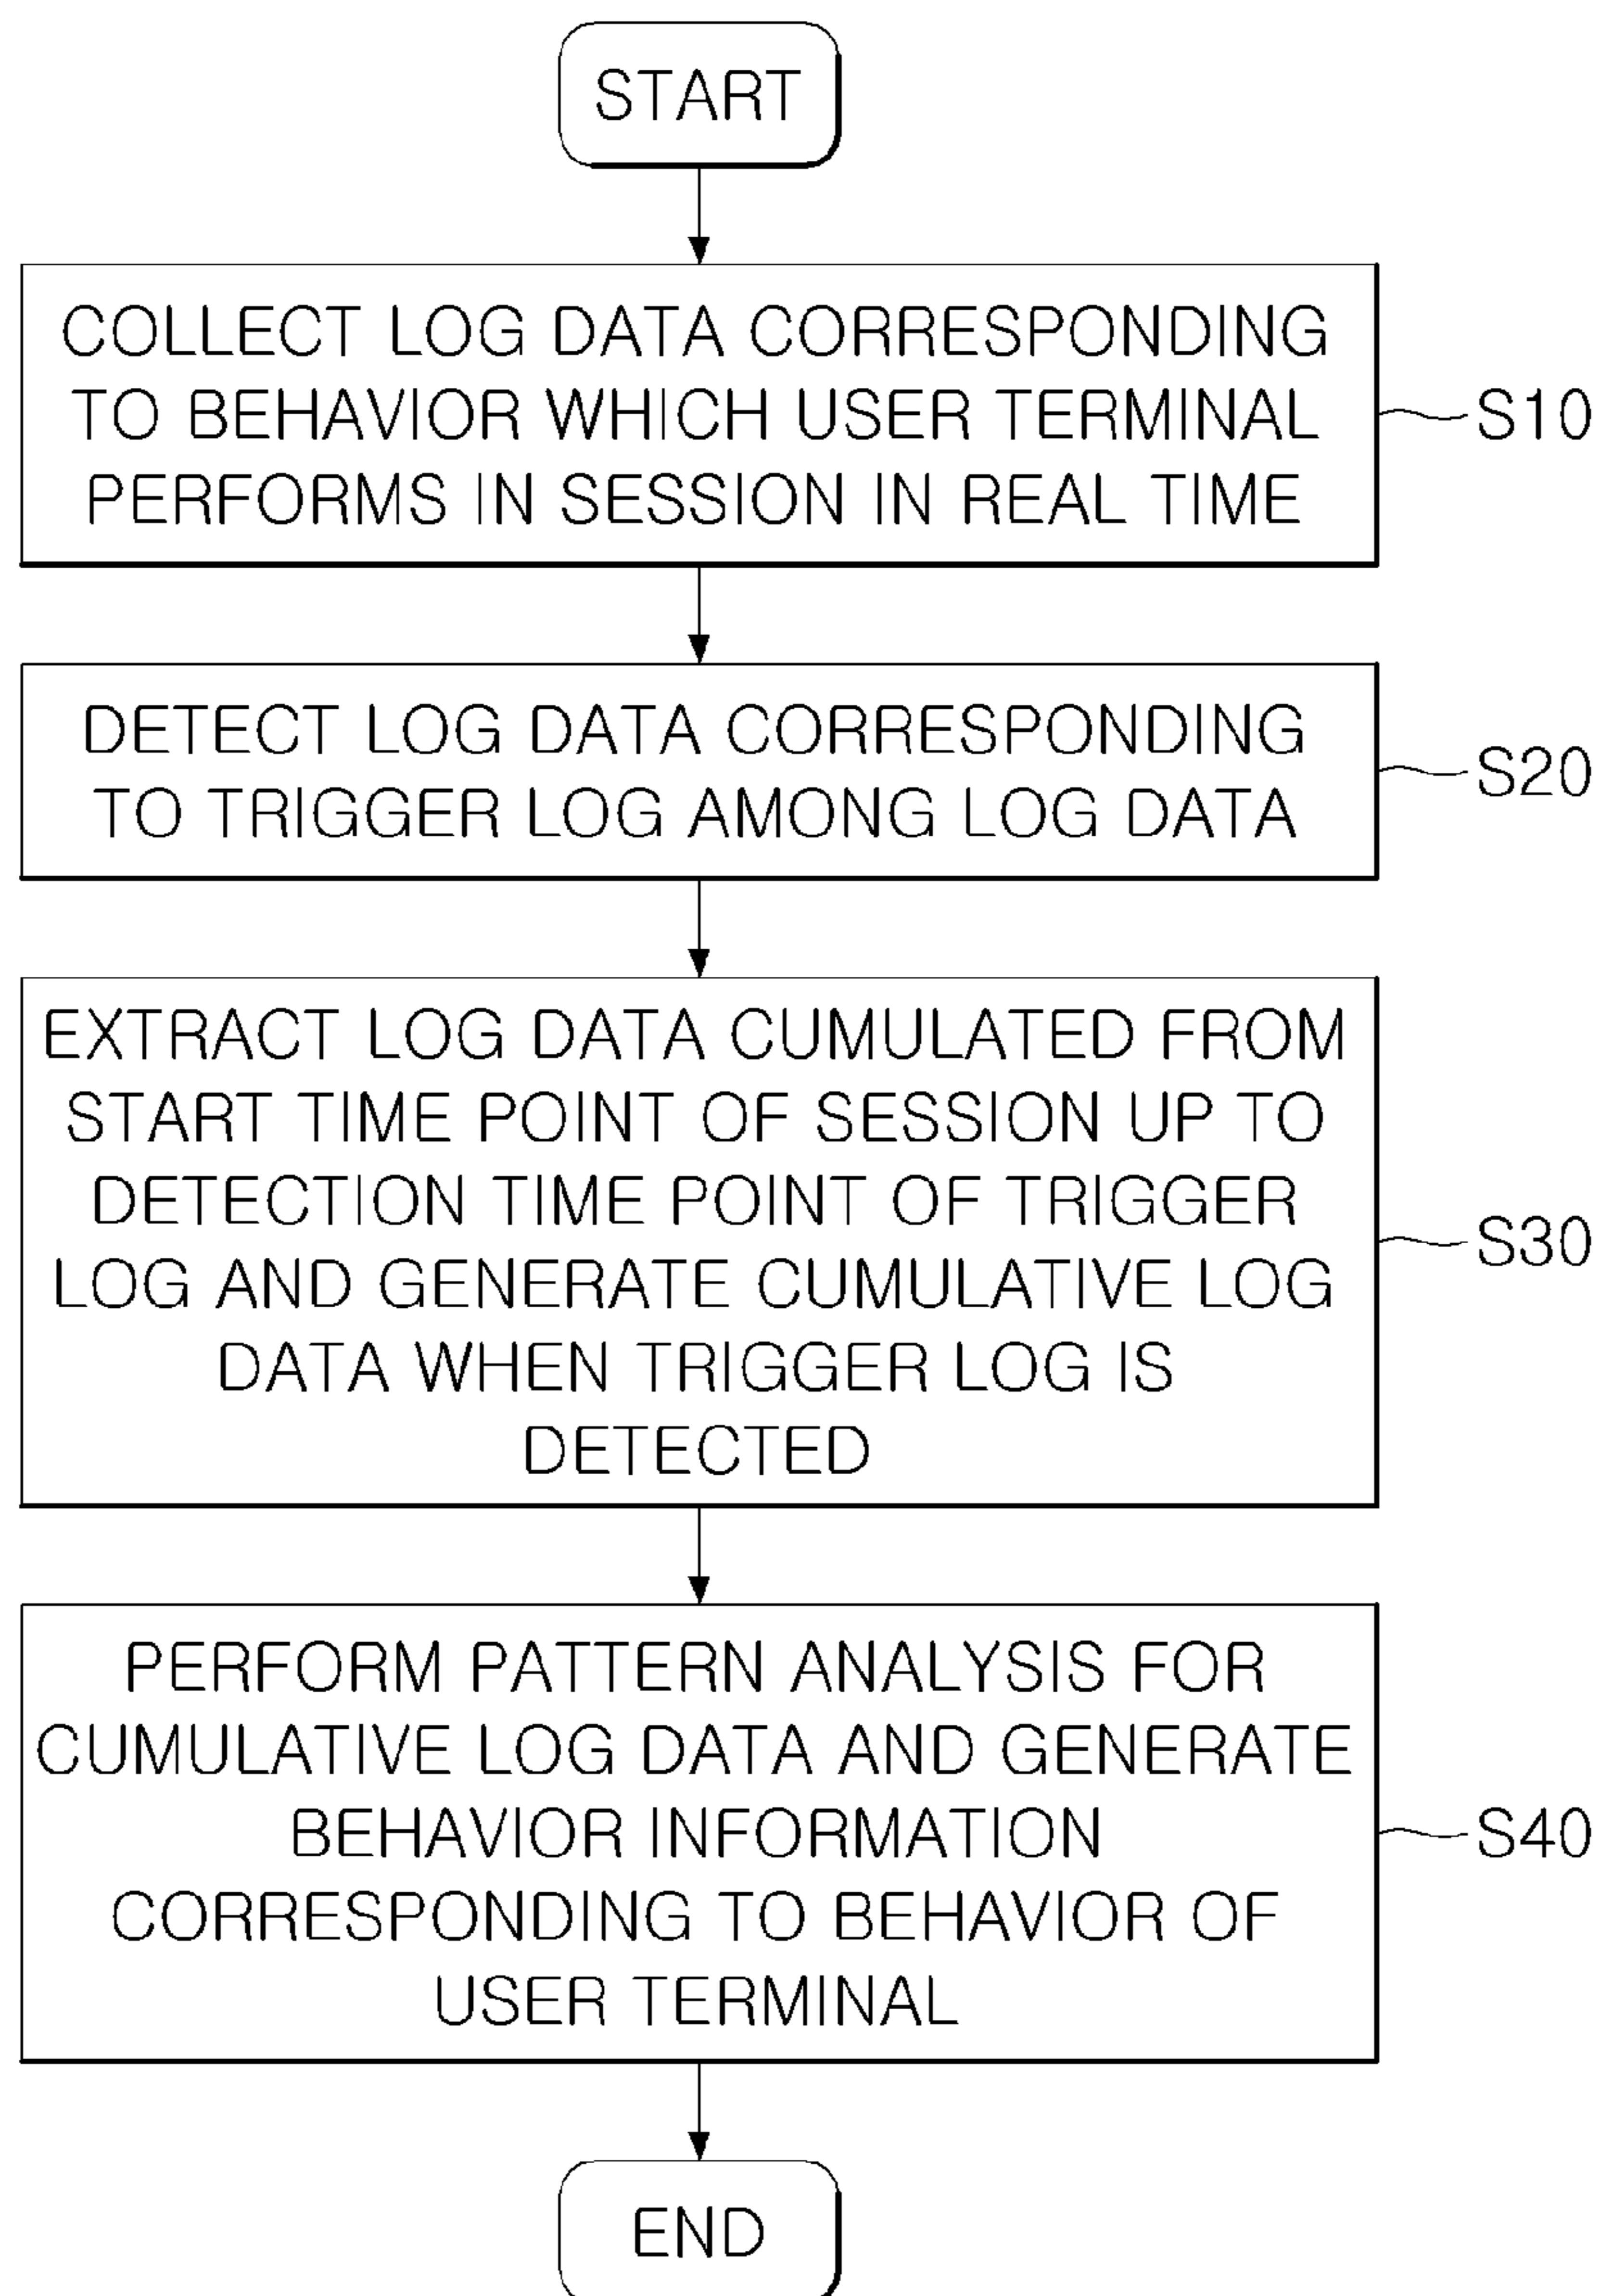 START
COLLECT LOG DATA CORRESPONDING
TO BEHAVIOR WHICH USER TERMINAL
PERFORMS IN SESSION IN REAL TIME
S10
DETECT LOG DATA CORRESPONDING
TO TRIGGER LOG AMONG LOG DATA
S20
EXTRACT LOG DATA CUMULATED FROM
START TIME POINT OF SESSION UP TO
DETECTION TIME POINT OF TRIGGER
LOG AND GENERATE CUMULATIVE LOG
DATA WHEN TRIGGER LOG IS
DETECTED
S30
PERFORM PATTERN ANALYSIS FOR
CUMULATIVE LOG DATA AND GENERATE
BEHAVIOR INFORMATION
CORRESPONDING TO BEHAVIOR OF
USER TERMINAL
S40
END